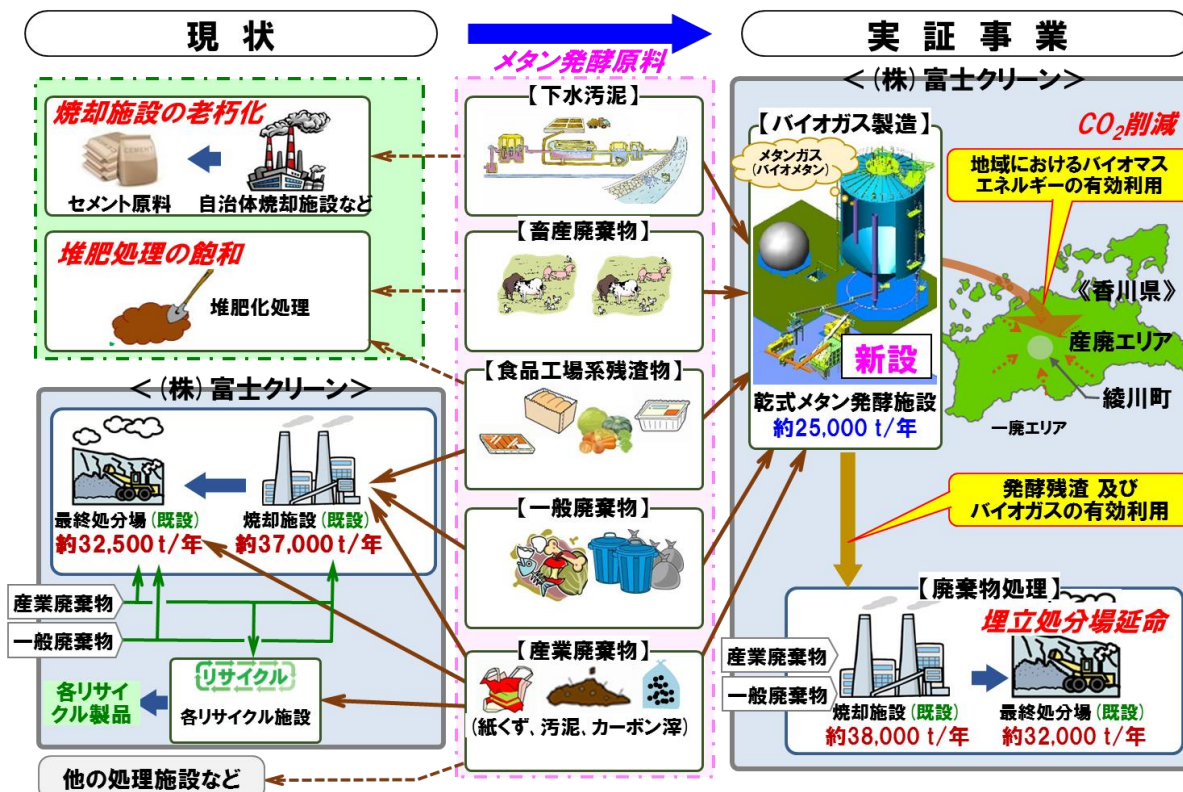 現 状
実 証 事 業
メタン発酵原料
焼却施設の老朽化
CEMENT
セメント原料
自治体焼却施設など
堆肥処理の飽和
堆肥化処理
<(株)富士クリーン>
最終処分場(既設)
約32,500 t/年
焼却施設(既設)
約37,000 t/年
産業廃棄物
一般廃棄物
リサイクル
各リサイクル施設
各リサイ
クル製品
他の処理施設など
【下水汚泥】
【畜産廃棄物】
【食品工場系残渣物】
【一般廃棄物】
【産業廃棄物】
(紙くず、汚泥、カーボン滓)
<(株)富士クリーン>
【バイオガス製造】
メタンガス
(バイオメタン)
新設
乾式メタン発酵施設
約25,000 t/年
CO₂削減
地域におけるバイオマス
エネルギーの有効利用
《香川県》
産廃エリア
綾川町
一廃エリア
発酵残渣 及び
バイオガスの有効利用
【廃棄物処理】
埋立処分場延命
産業廃棄物
一般廃棄物
焼却施設(既設)
約38,000 t/年
最終処分場(既設)
約32,000 t/年